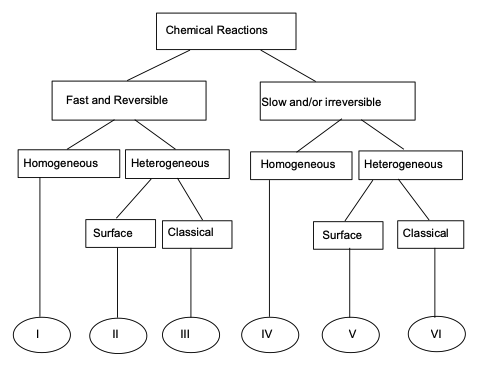 Chemical Reactions
Fast and Reversible
Slow and/or irreversible
Homogeneous
Heterogeneous
Homogeneous
Heterogeneous
Surface
Classical
Surface
Classical
I
II
III
IV
V
VI